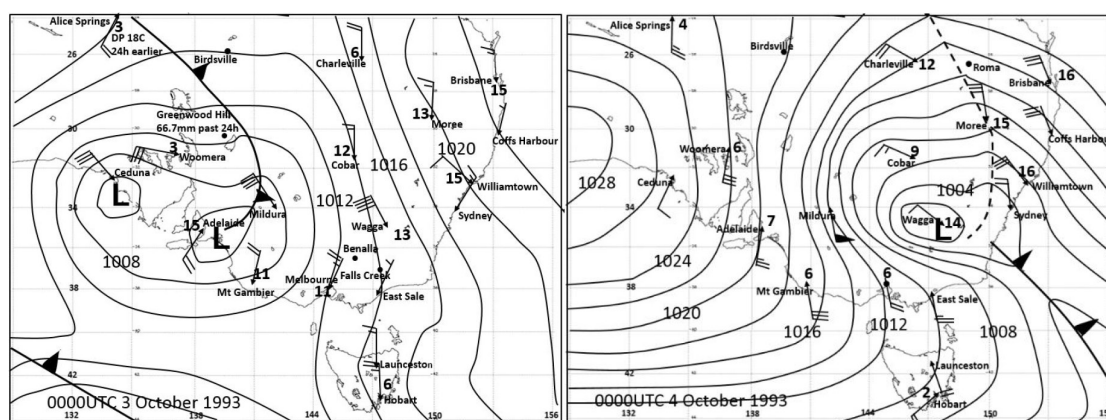 Alice Springs
3
DP 18C
24h earlier
26
Birdsville
6
Charleville
Brisbane
15
13
Moree
Greenwood Hill
66.7mm past 24h
30
3
Woomera
12
Cobar
1016
1020
Coffs Harbour
Ceduna
L
15
Williamtown
34
1012
Sydney
15
Adelaide
L
Mildura
Wagga
13
1008
Benalla
11
Melbourne
Falls Creek
Mt Gambier
11
38
East Sale
42
Launceston
6
Hobart
0000UTC 3 October 1993
132
138
144
150
156
Alice Springs
4
26
Birdsville
Charleville
12
Roma
Brisbane
16
30
Moree
15
Coffs Harbour
Woomera
6
9
Cobar
1028
Ceduna
16
Williamtown
1004
34
Mildura
Wagga
L
14
Sydney
Adelaide
7
1024
6
6
38
Mt Gambier
East Sale
1020
1016
1012
1008
42
Launceston
2
Hobart
0000UTC 4 October 1993
132
138
144
150
156